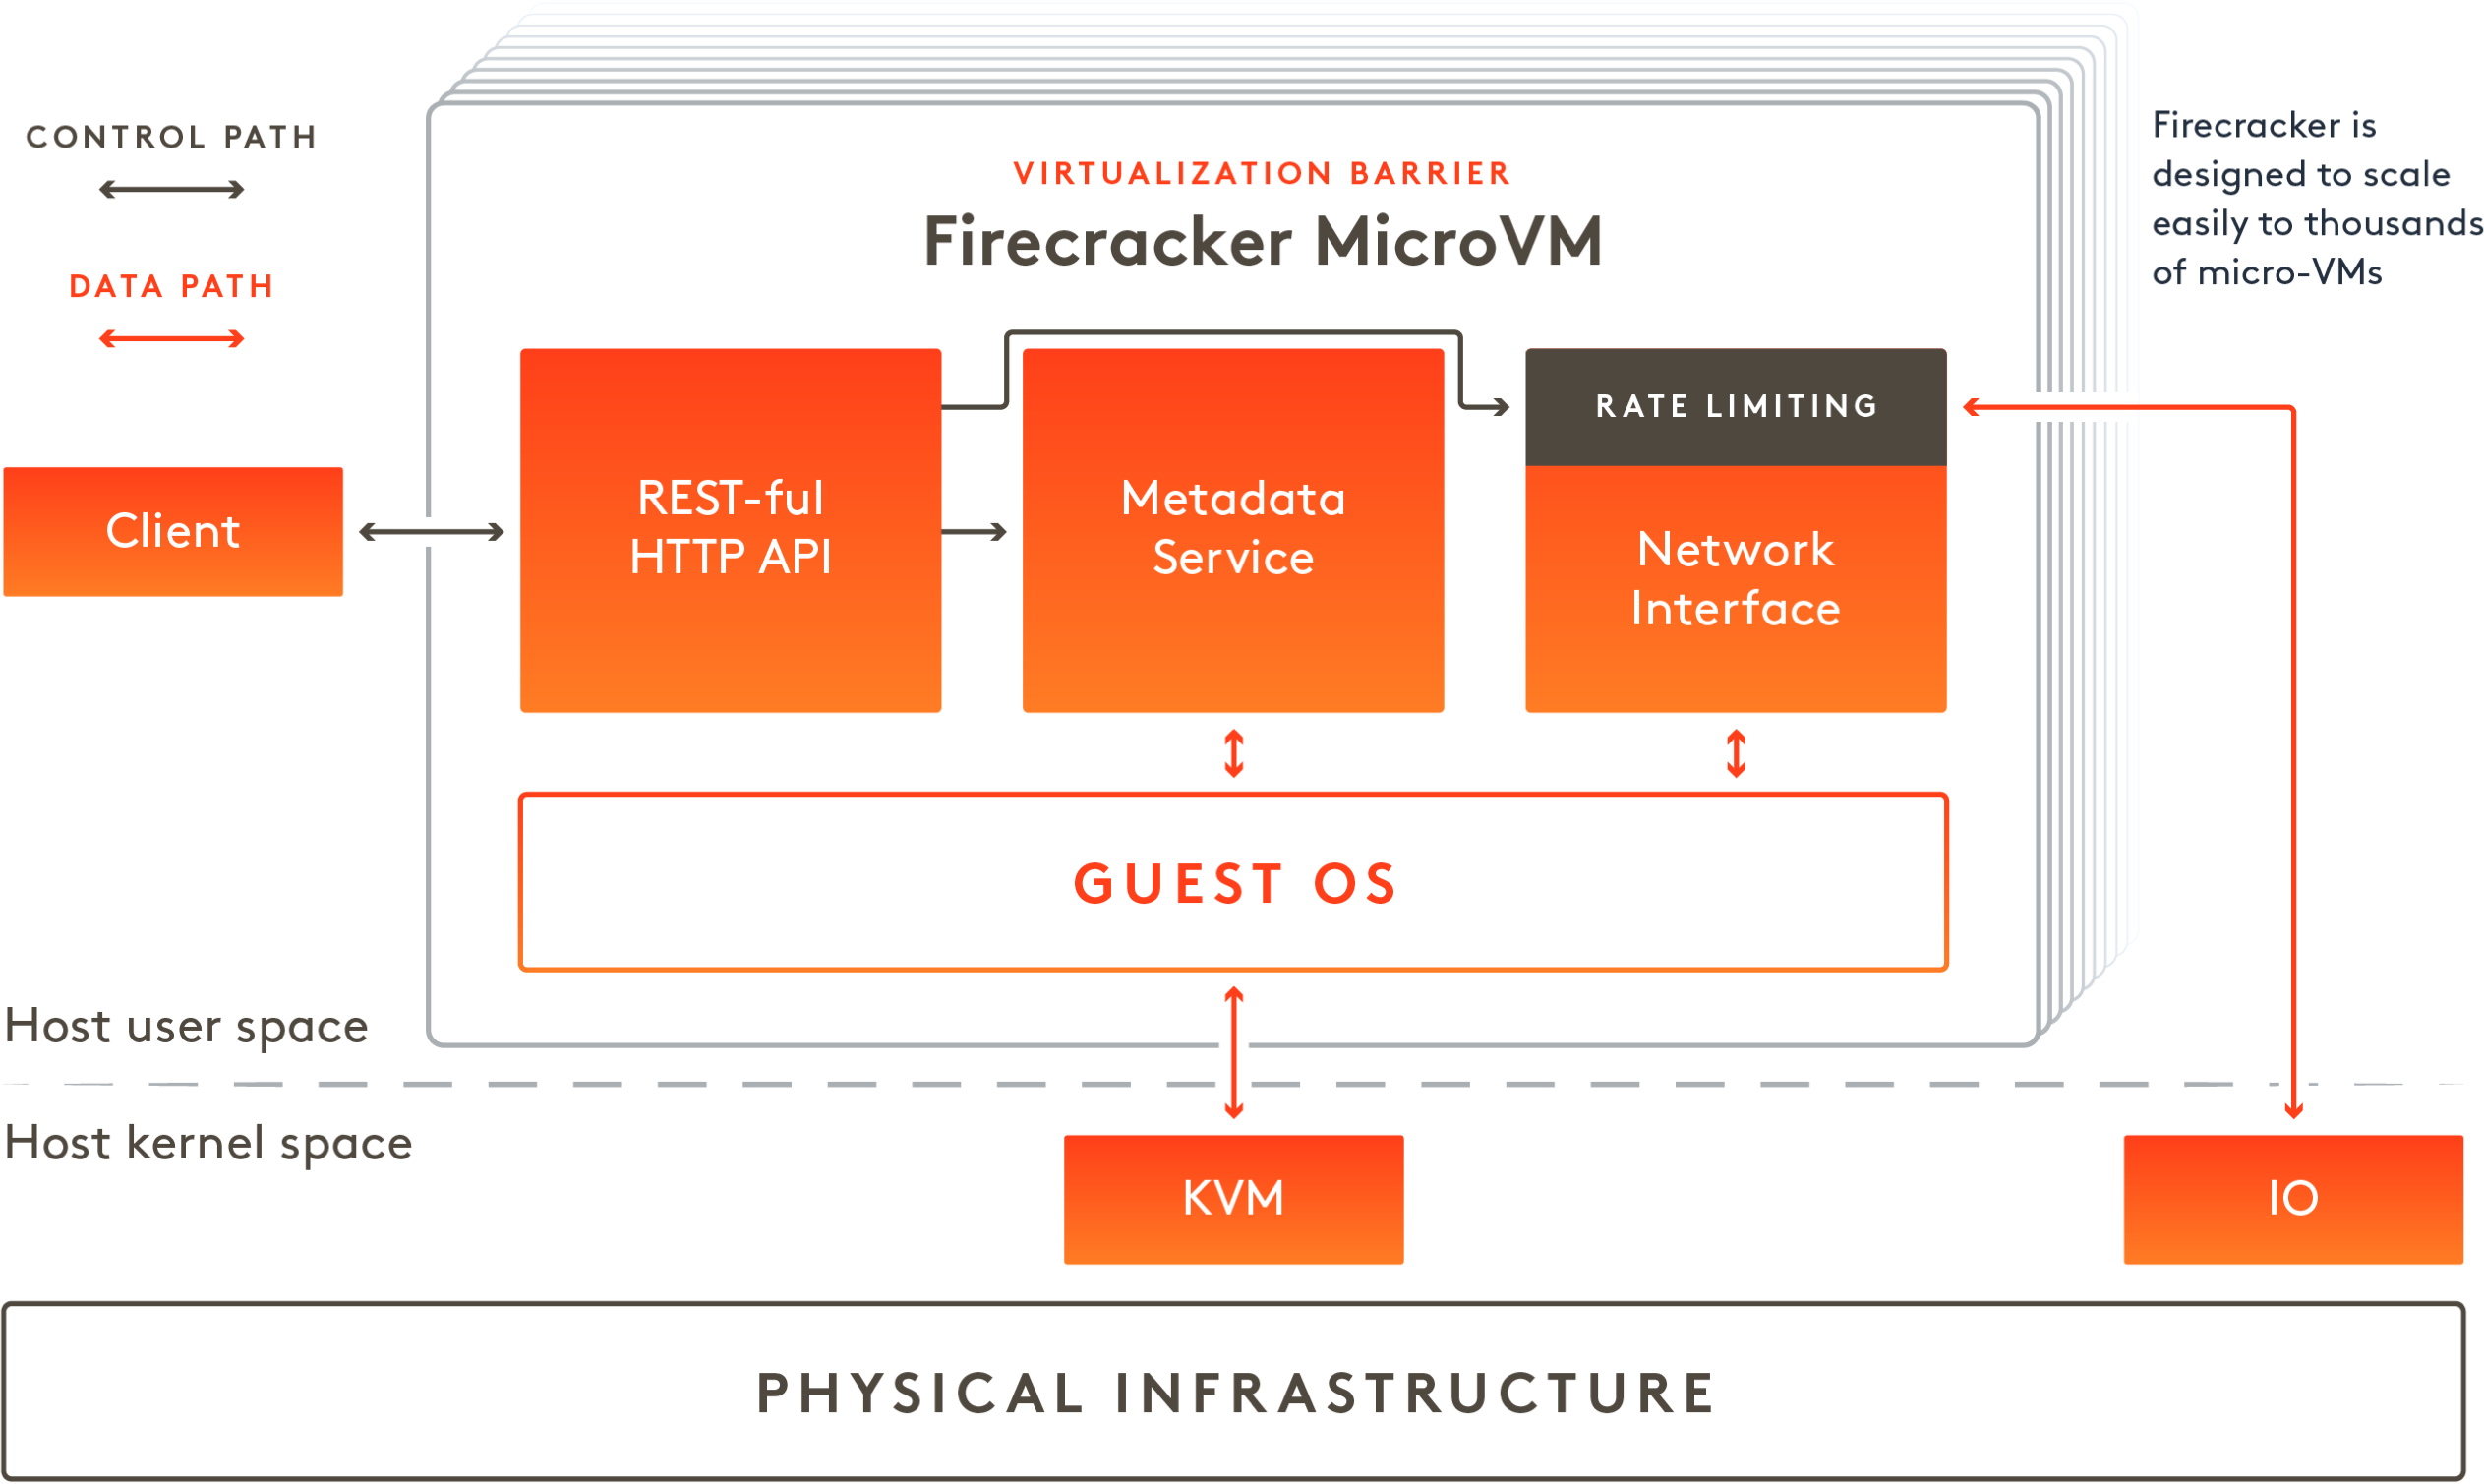 CONTROL PATH
DATA PATH
VIRTUALIZATION BARRIER
Firecracker MicroVM
Firecracker is
designed to scale
easily to thousands
of micro-VMs
Client
REST-ful
HTTP API
Metadata
Service
RATE LIMITING
Network
Interface
GUEST OS
Host user space
Host kernel space
KVM
IO
PHYSICAL INFRASTRUCTURE